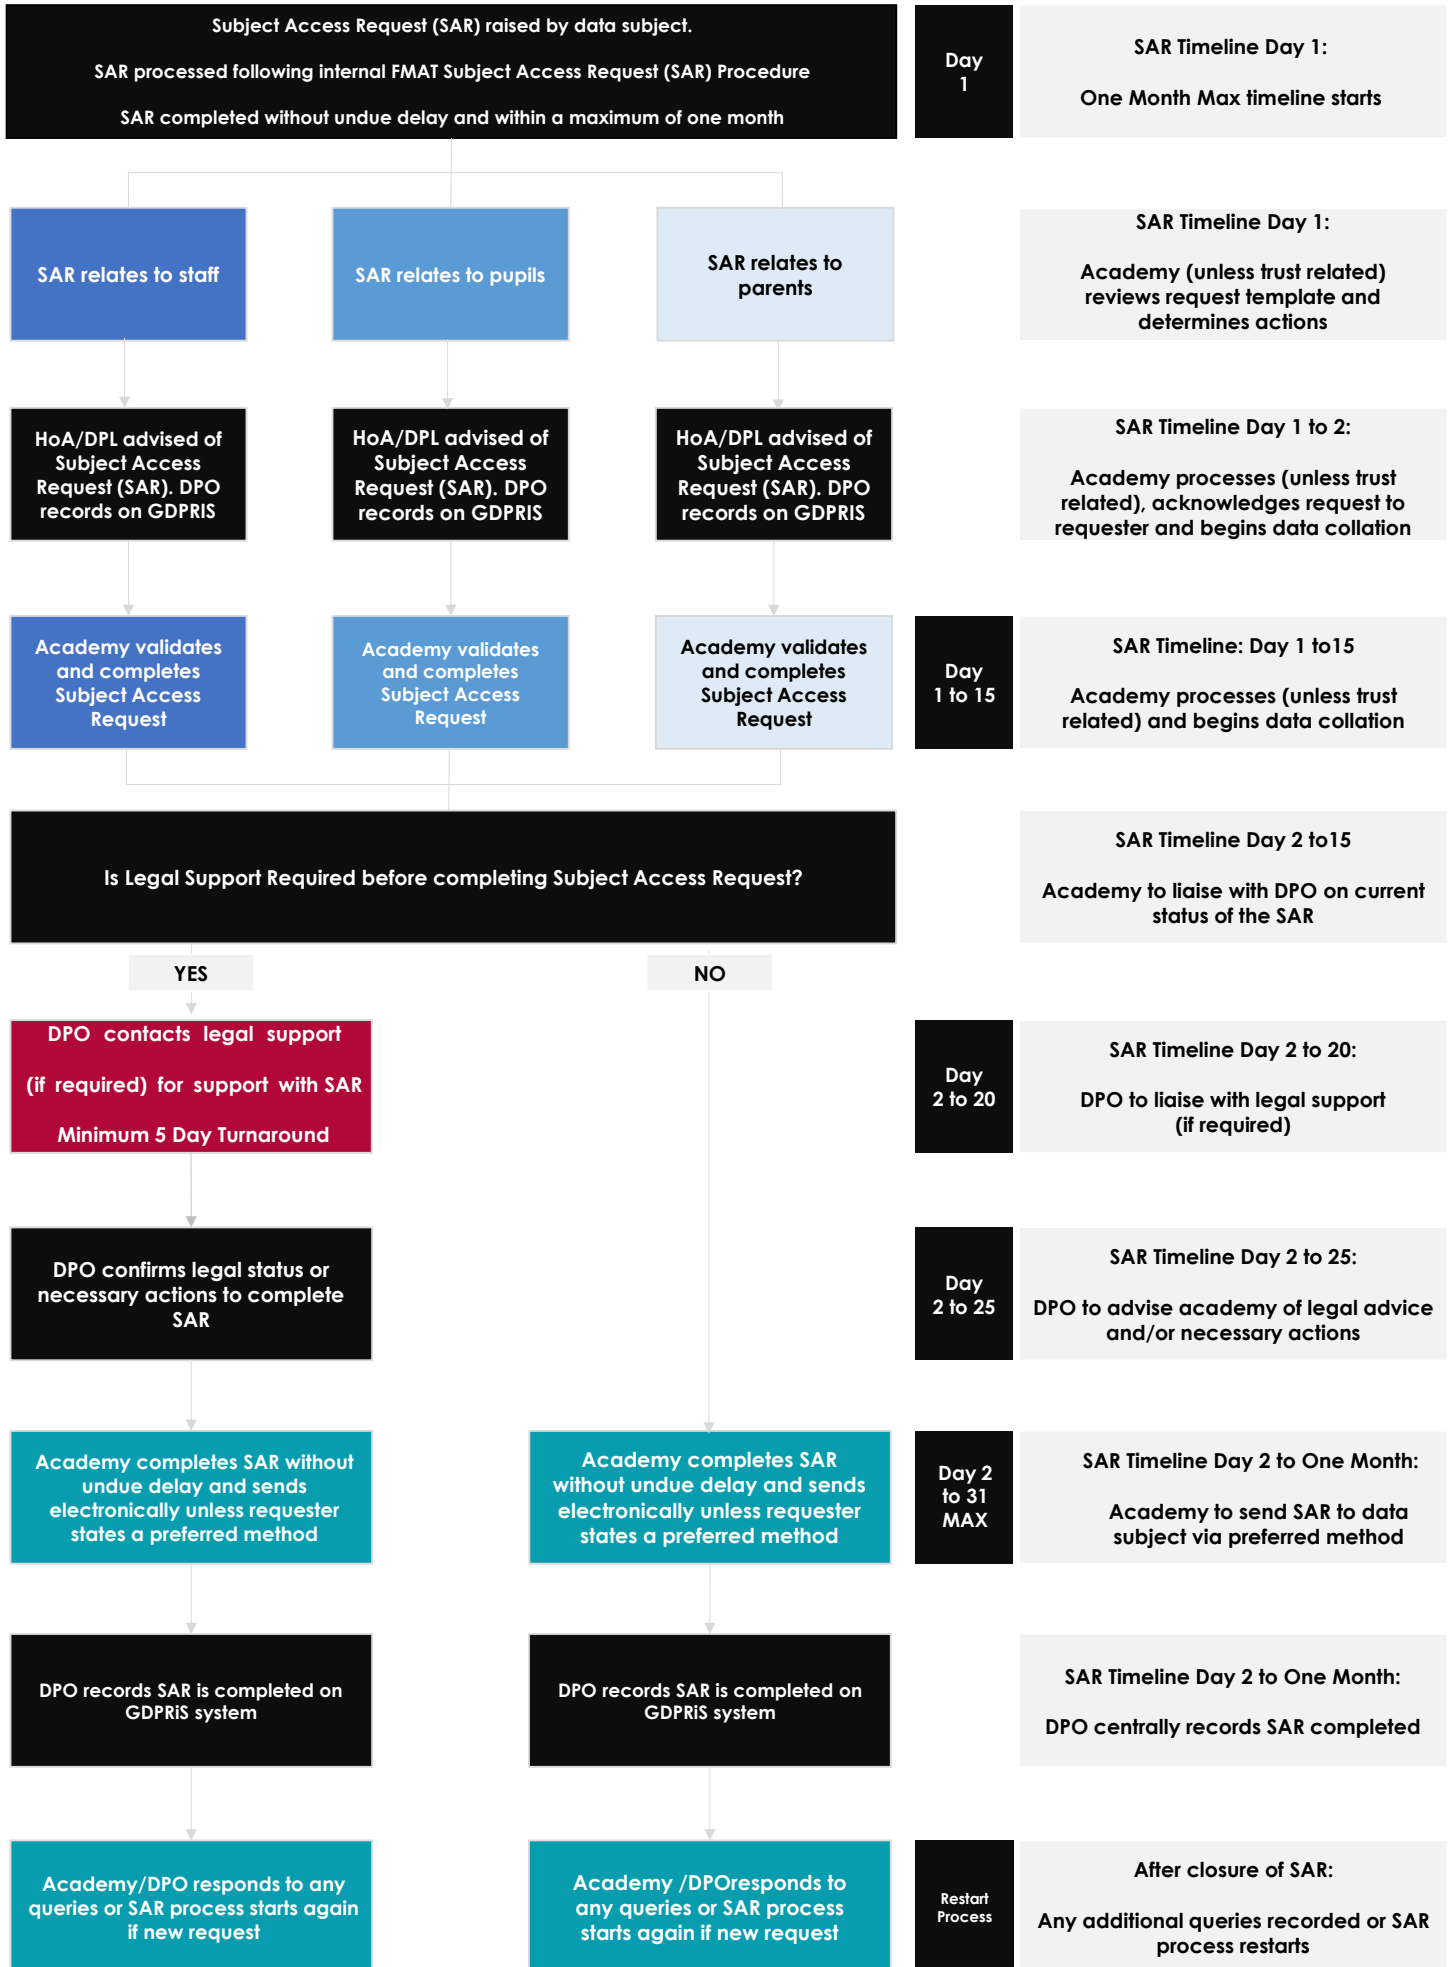 Subject Access Request (SAR) raised by data subject.
SAR processed following internal FMAT Subject Access Request (SAR) Procedure
SAR completed without undue delay and within a maximum of one month
Day
1
SAR Timeline Day 1:
One Month Max timeline starts
SAR relates to staff
SAR relates to pupils
SAR relates to
parents
SAR Timeline Day 1:
Academy (unless trust related)
reviews request template and
determines actions
HoA/DPL advised of
Subject Access
Request (SAR). DPO
records on GDPRIS
HoA/DPL advised of
Subject Access
Request (SAR). DPO
records on GDPRIS
HoA/DPL advised of
Subject Access
Request (SAR). DPO
records on GDPRIS
SAR Timeline Day 1 to 2:
Academy processes (unless trust
related), acknowledges request to
requester and begins data collation
Academy validates
and completes
Subject Access
Request
Academy validates
and completes
Subject Access
Request
Academy validates
and completes
Subject Access
Request
Day
1 to 15
SAR Timeline: Day 1 to15
Academy processes (unless trust
related) and begins data collation
Is Legal Support Required before completing Subject Access Request?
SAR Timeline Day 2 to15
Academy to liaise with DPO on current
status of the SAR
YES
NO
DPO contacts legal support
(if required) for support with SAR
Minimum 5 Day Turnaround
Day
2 to 20
SAR Timeline Day 2 to 20:
DPO to liaise with legal support
(if required)
DPO confirms legal status or
necessary actions to complete
SAR
Day
2 to 25
SAR Timeline Day 2 to 25:
DPO to advise academy of legal advice
and/or necessary actions
Academy completes SAR without
undue delay and sends
electronically unless requester
states a preferred method
Academy completes SAR
without undue delay and sends
electronically unless requester
states a preferred method
Day 2
to 31
MAX
SAR Timeline Day 2 to One Month:
Academy to send SAR to data
subject via preferred method
DPO records SAR is completed on
GDPRiS system
DPO records SAR is completed on
GDPRiS system
SAR Timeline Day 2 to One Month:
DPO centrally records SAR completed
Academy/DPO responds to any
queries or SAR process starts again
if new request
Academy /DPOresponds to
any queries or SAR process
starts again if new request
Restart
Process
After closure of SAR:
Any additional queries recorded or SAR
process restarts